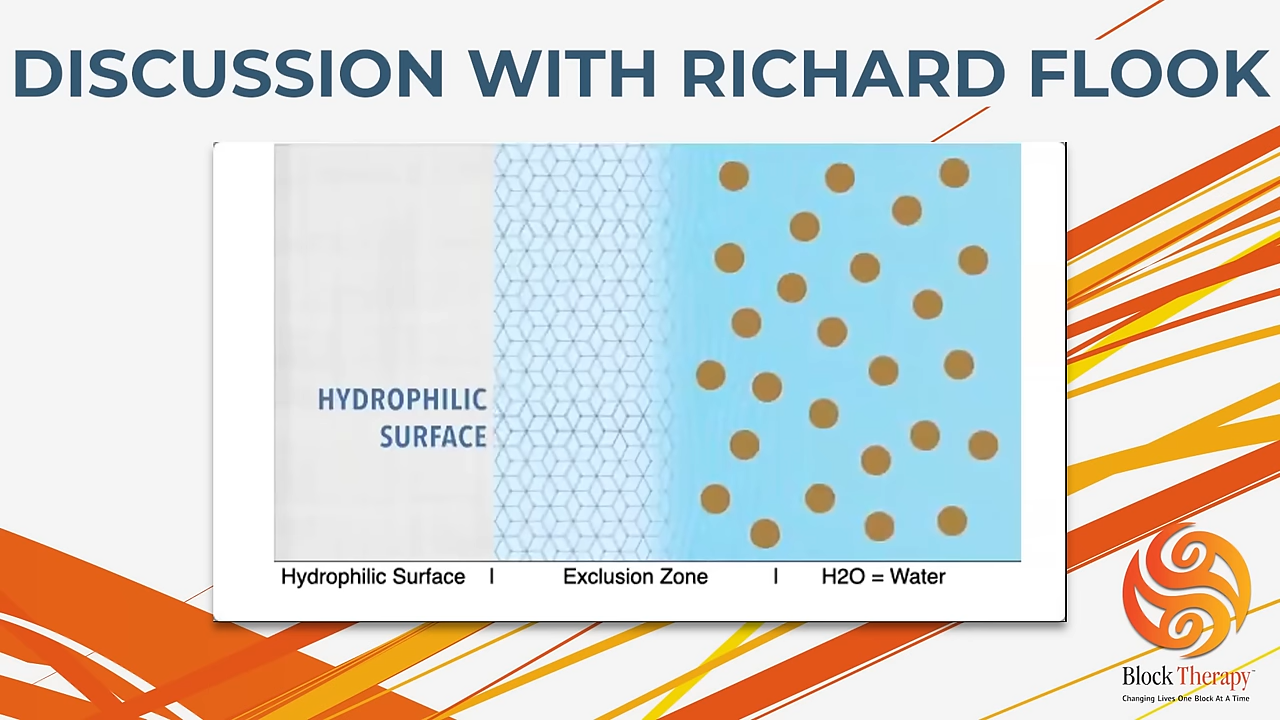 DISCUSSION WITH RICHARD FLOOK
HYDROPHILIC
SURFACE
Hydrophilic Surface | Exclusion Zone | H2O = Water
Block Therapy™
Changing Lives One Block At A Time